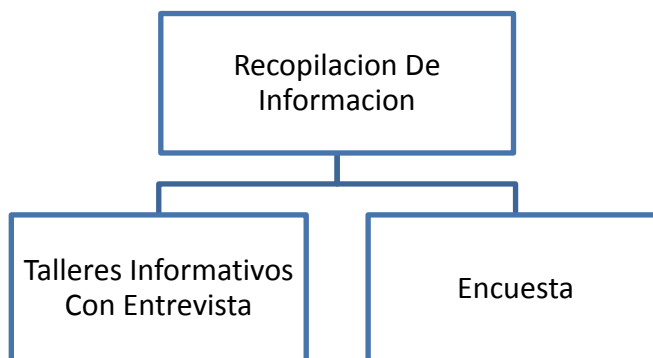 Recopilacion De
Informacion
Talleres Informativos
Con Entrevista
Encuesta